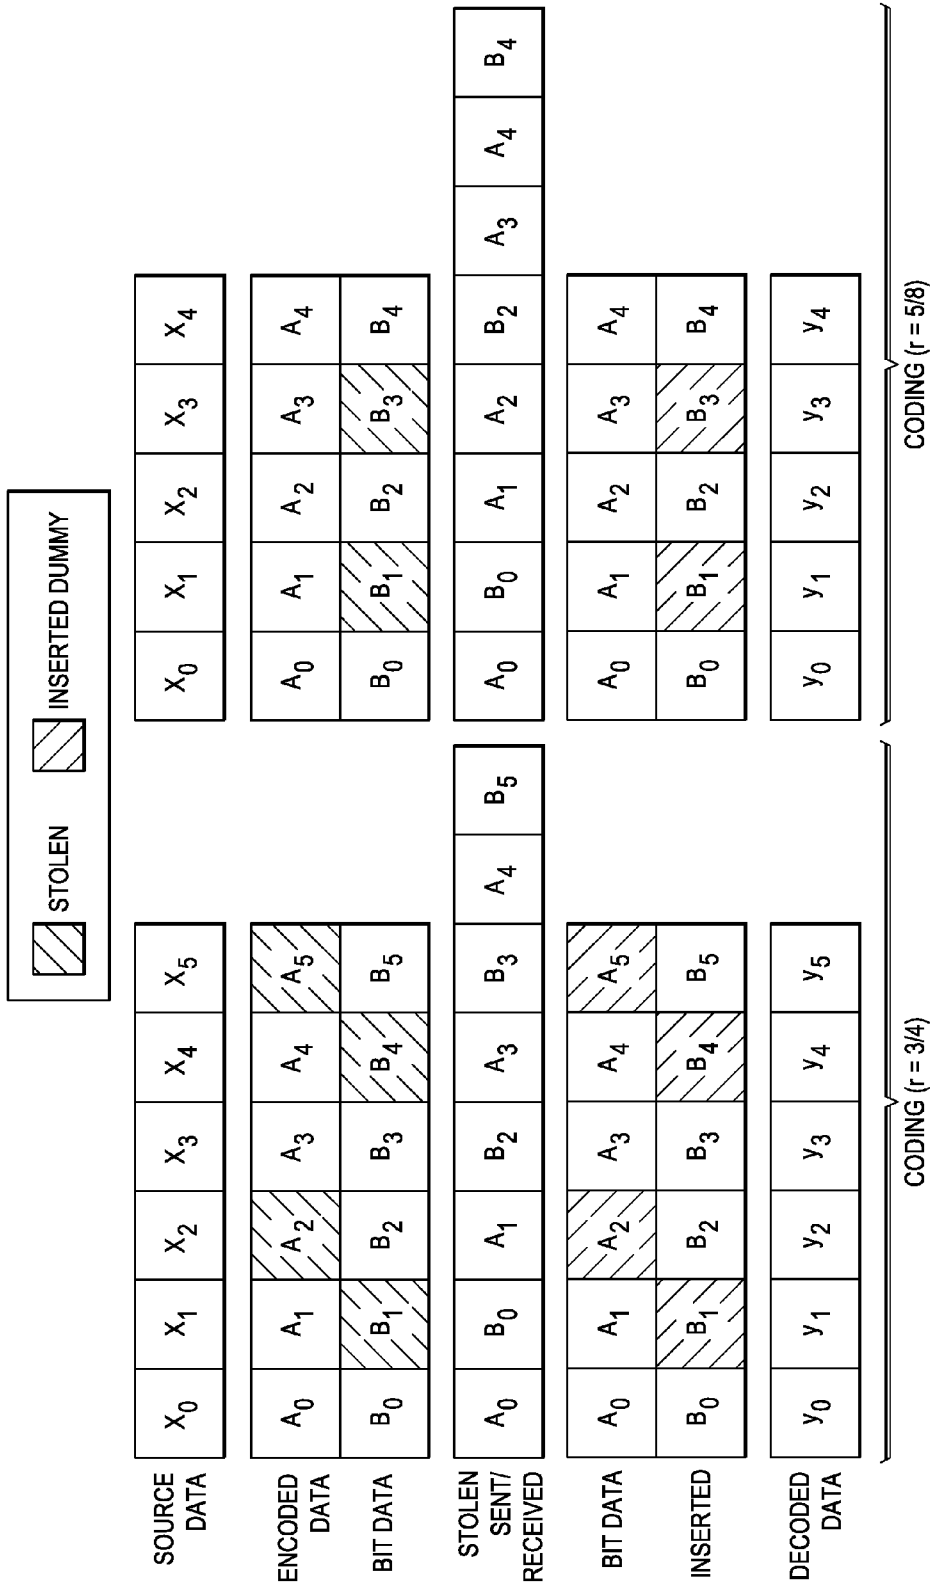 STOLEN INSERTED DUMMY
SOURCE DATA X0 X1 X2 X3 X4 X5 X0 X1 X2 X3 X4
ENCODED DATA A0 A1 A2 A3 A4 A5 A0 A1 A2 A3 A4
BIT DATA B0 B1 B2 B3 B4 B5 B0 B1 B2 B3 B4
STOLEN SENT/ RECEIVED A0 B0 A1 B2 A3 B3 A4 B5 A0 B0 A1 A2 B2 A3 A4 B4
BIT DATA A0 A1 A2 A3 A4 A5 A0 A1 A2 A3 A4
INSERTED B0 B1 B2 B3 B4 B5 B0 B1 B2 B3 B4
DECODED DATA y0 y1 y2 y3 y4 y5 y0 y1 y2 y3 y4
CODING (r = 3/4) CODING (r = 5/8)